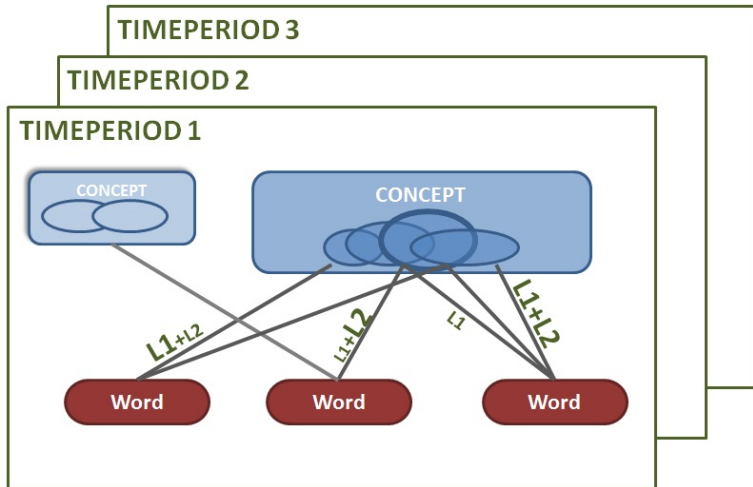 TIMEPERIOD 3
TIMEPERIOD 2
TIMEPERIOD 1
CONCEPT
CONCEPT
L1+L2
L1+L2
L1
L1+L2
Word
Word
Word